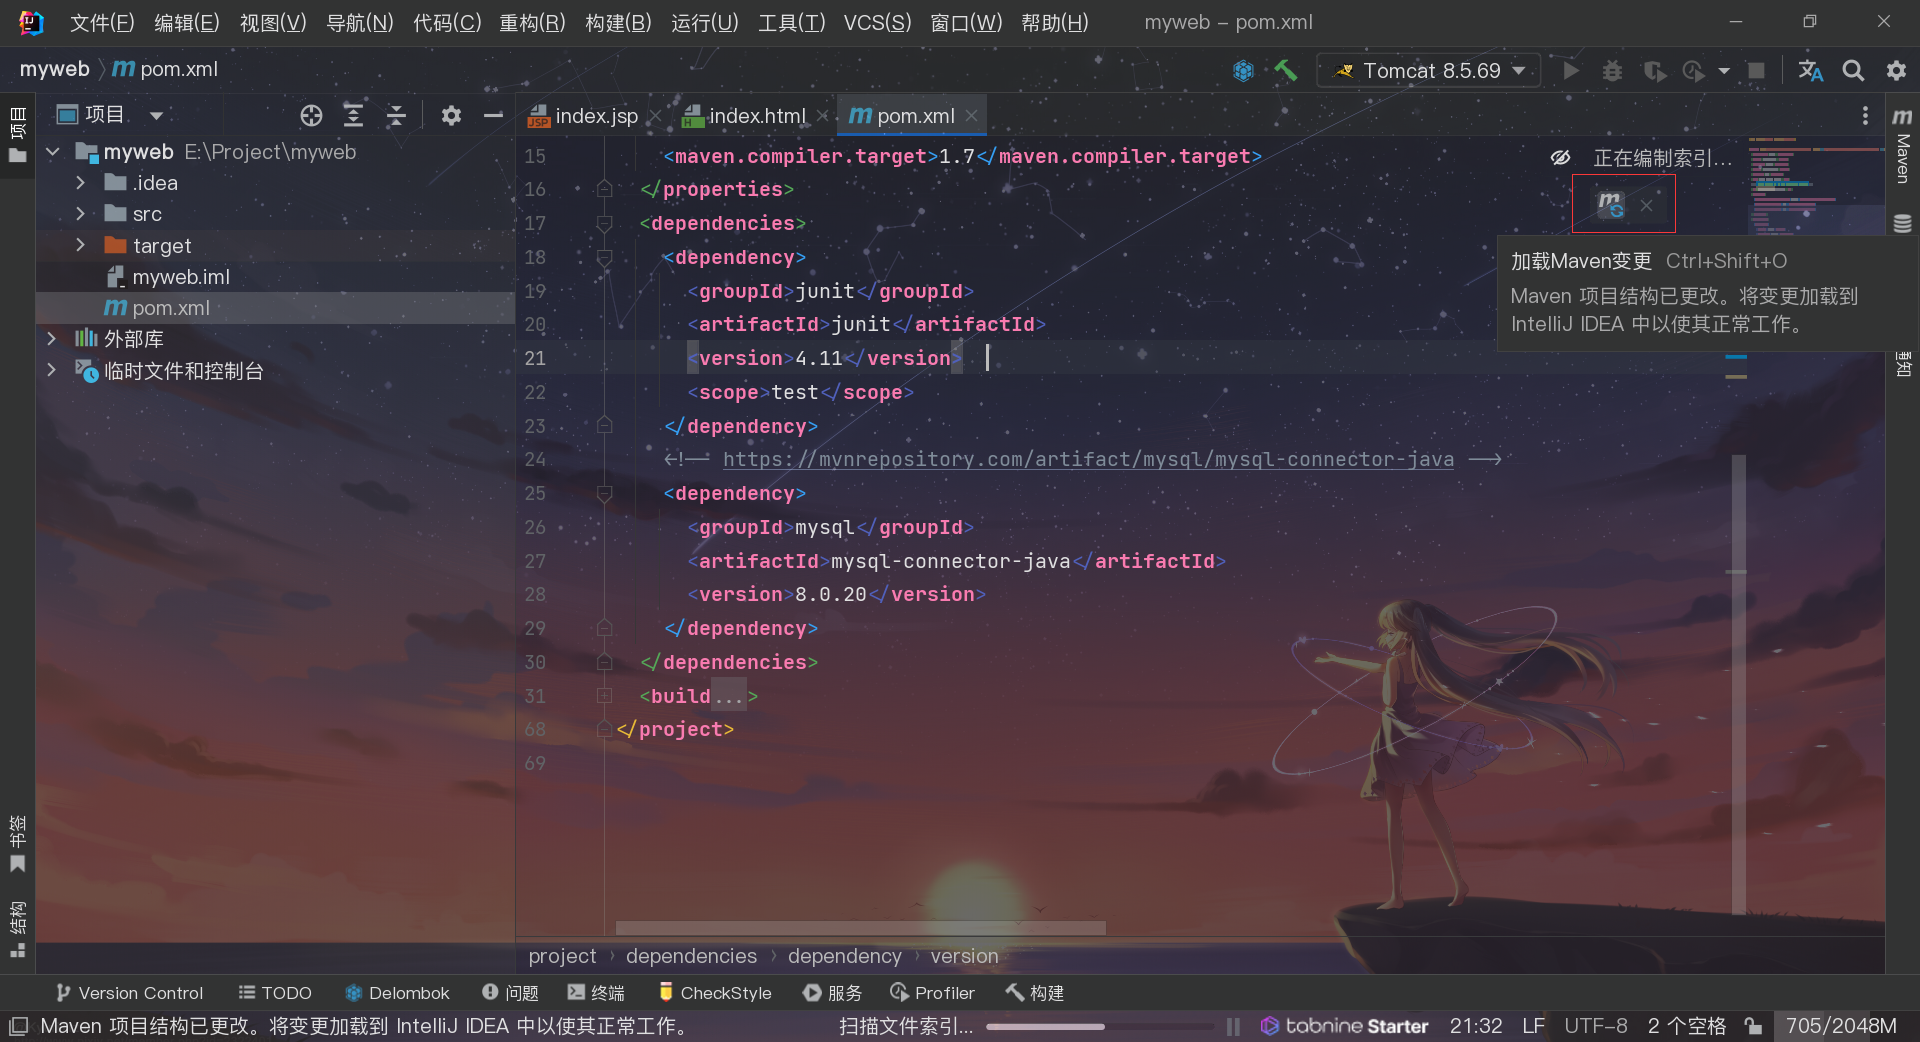 文件(F) 编辑(E) 视图(V) 导航(N) 代码(C) 重构(R) 构建(B) 运行(U) 工具(T) VCS(S) 窗口(W) 帮助(H) myweb – pom.xml
myweb pom.xml
Tomcat 8.5.69
项目
项目
index.jsp
index.html
pom.xml
myweb E:\Project\myweb
.idea
src
target
myweb.iml
pom.xml
外部库
临时文件和控制台
15 <maven.compiler.target>1.7</maven.compiler.target>
16 </properties>
17 <dependencies>
18 <dependency>
19 <groupId>junit</groupId>
20 <artifactId>junit</artifactId>
21 <version>4.11</version>
22 <scope>test</scope>
23 </dependency>
24 <!-- https://mvnrepository.com/artifact/mysql/mysql-connector-java -->
25 <dependency>
26 <groupId>mysql</groupId>
27 <artifactId>mysql-connector-java</artifactId>
28 <version>8.0.20</version>
29 </dependency>
30 </dependencies>
31 <build...>
68 </project>
69
正在编制索引...
加载Maven变更 Ctrl+Shift+O
Maven 项目结构已更改。将变更加载到
IntelliJ IDEA 中以使其正常工作。
Maven
知
书签
结构
project › dependencies › dependency › version
Version Control TODO Delombok 问题 终端 CheckStyle 服务 Profiler 构建
Maven 项目结构已更改。将变更加载到 IntelliJ IDEA 中以使其正常工作。 扫描文件索引... tabnine Starter 21:32 LF UTF-8 2 个空格 705/2048M